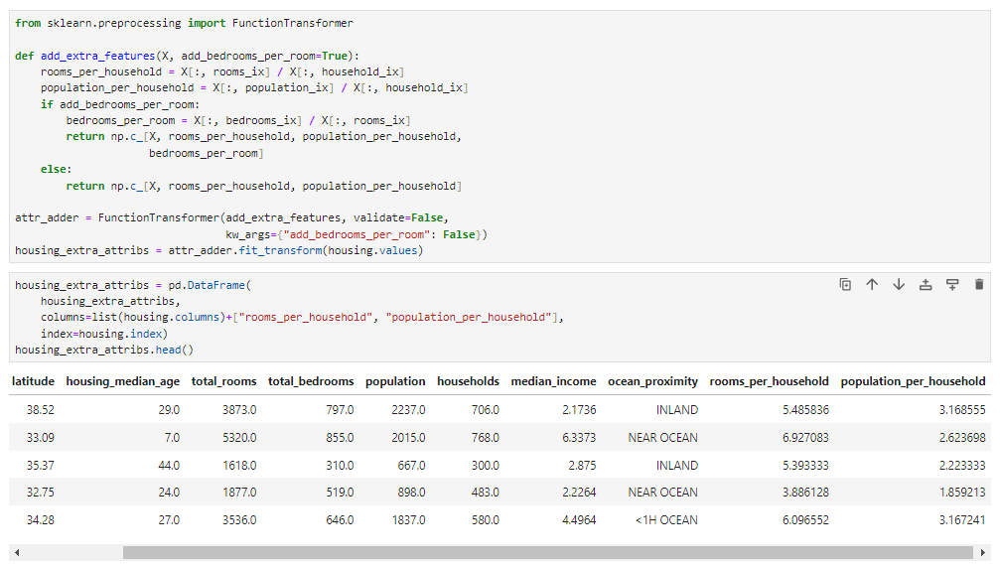 from sklearn.preprocessing import FunctionTransformer
def add_extra_features(X, add_bedrooms_per_room=True):
    rooms_per_household = X[:, rooms_ix] / X[:, household_ix]
    population_per_household = X[:, population_ix] / X[:, household_ix]
    if add_bedrooms_per_room:
        bedrooms_per_room = X[:, bedrooms_ix] / X[:, rooms_ix]
        return np.c_[X, rooms_per_household, population_per_household,
                     bedrooms_per_room]
    else:
        return np.c_[X, rooms_per_household, population_per_household]
attr_adder = FunctionTransformer(add_extra_features, validate=False,
                                 kw_args={"add_bedrooms_per_room": False})
housing_extra_attribs = attr_adder.fit_transform(housing.values)
housing_extra_attribs = pd.DataFrame(
    housing_extra_attribs,
    columns=list(housing.columns)+["rooms_per_household", "population_per_household"],
    index=housing.index)
housing_extra_attribs.head()
latitude housing_median_age total_rooms total_bedrooms population households median_income ocean_proximity rooms_per_household population_per_household
38.52 29.0 3873.0 797.0 2237.0 706.0 2.1736 INLAND 5.485836 3.168555
33.09 7.0 5320.0 855.0 2015.0 768.0 6.3373 NEAR OCEAN 6.927083 2.623698
35.37 44.0 1618.0 310.0 667.0 300.0 2.875 INLAND 5.393333 2.223333
32.75 24.0 1877.0 519.0 898.0 483.0 2.2264 NEAR OCEAN 3.886128 1.859213
34.28 27.0 3536.0 646.0 1837.0 580.0 4.4964 <1H OCEAN 6.096552 3.167241